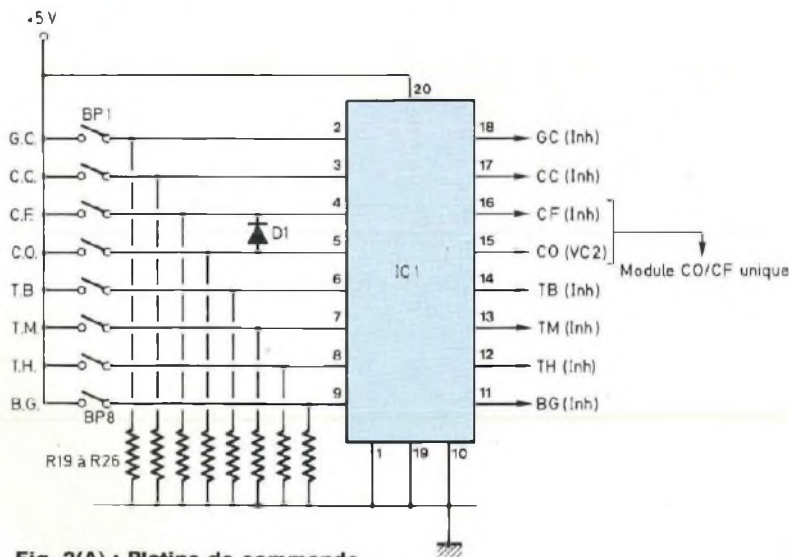 +5V
20
BP1
G.C.
2
18
GC (Inh)
C.C.
3
17
CC (Inh)
C.F.
4
16
CF (Inh)
D1
C.O.
5
15
CO (VC2)
Module CO/CF unique
IC1
T.B
6
14
TB (Inh)
T.M.
7
13
TM (Inh)
T.H.
8
12
TH (Inh)
B.G.
9
11
BG (Inh)
BP8
R19 à R26
1
19
10
Fig. 2(A) : Platine de commande